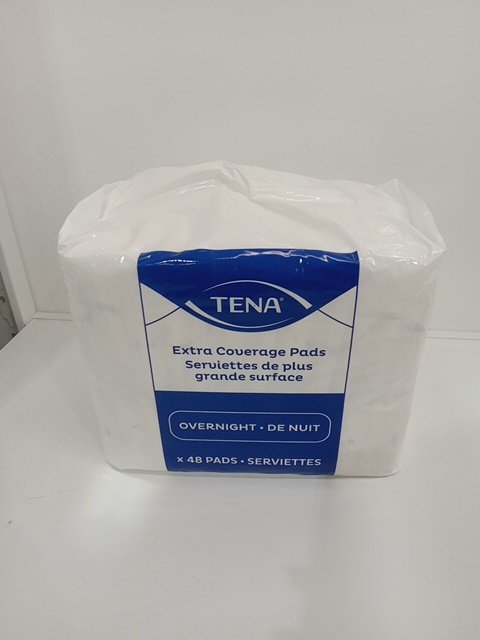 TENA®
Extra Coverage Pads
Serviettes de plus
grande surface
OVERNIGHT • DE NUIT
x 48 PADS • SERVIETTES